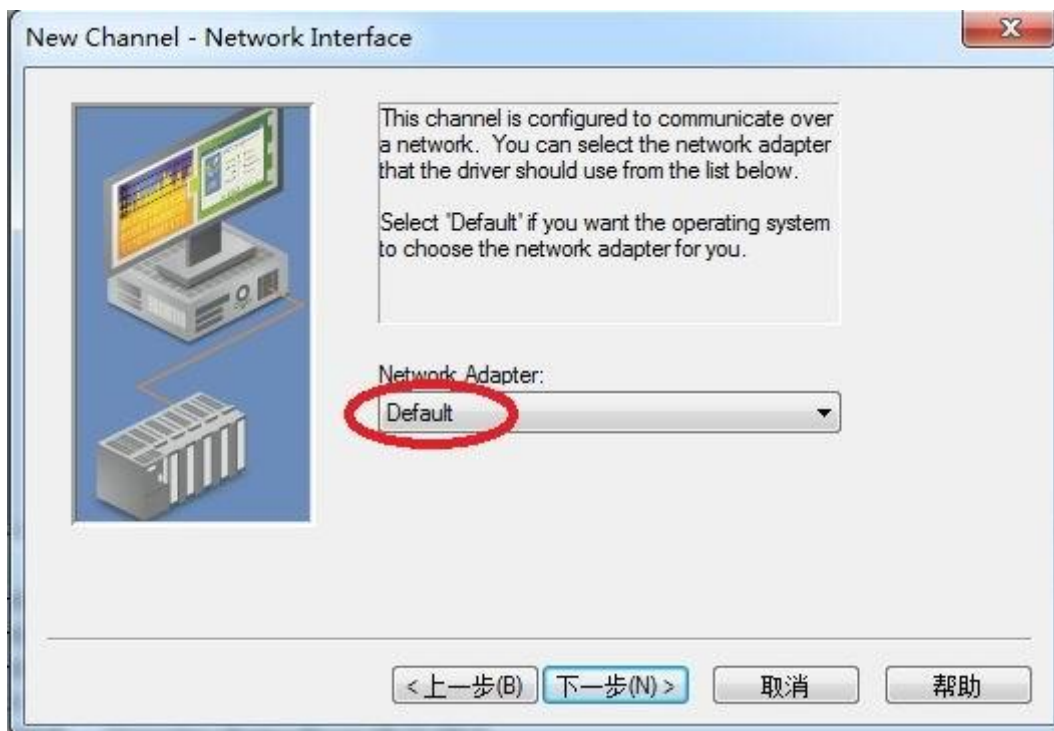 New Channel - Network Interface
This channel is configured to communicate over
a network. You can select the network adapter
that the driver should use from the list below.
Select 'Default' if you want the operating system
to choose the network adapter for you.
Network Adapter:
Default
<上一步(B) 下一步(N)> 取消 帮助